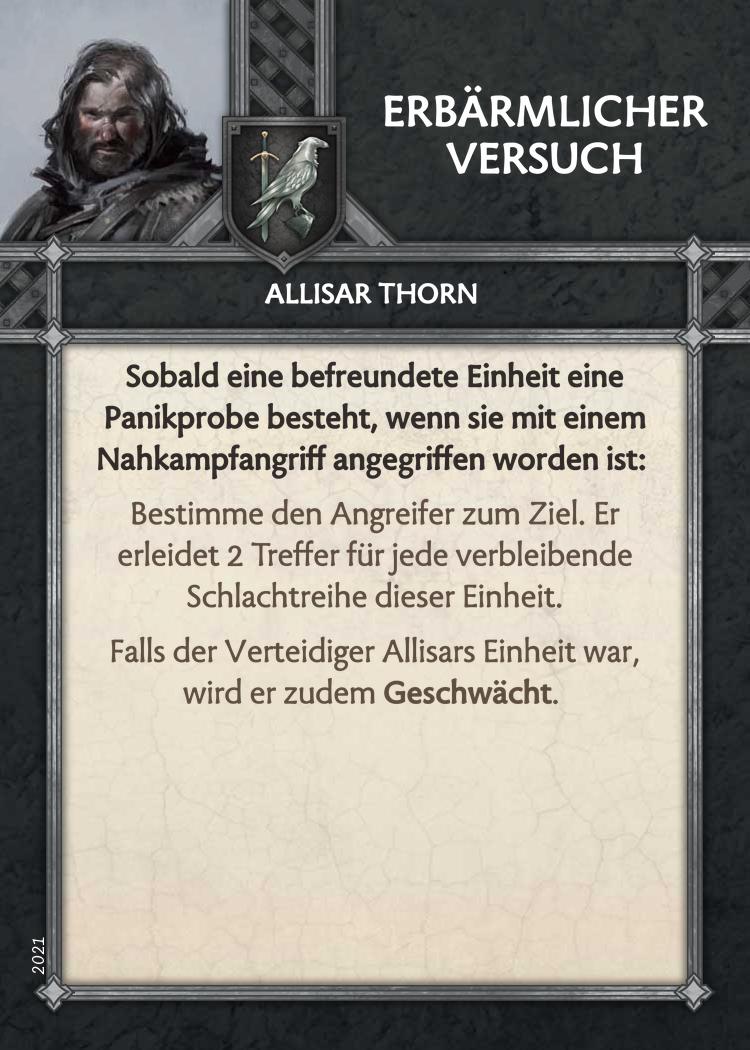 ERBÄRMLICHER
VERSUCH
ALLISAR THORN
Sobald eine befreundete Einheit eine
Panikprobe besteht, wenn sie mit einem
Nahkampfangriff angegriffen worden ist:
Bestimme den Angreifer zum Ziel. Er
erleidet 2 Treffer für jede verbleibende
Schlachtreihe dieser Einheit.
Falls der Verteidiger Allisars Einheit war,
wird er zudem Geschwächt.
2021